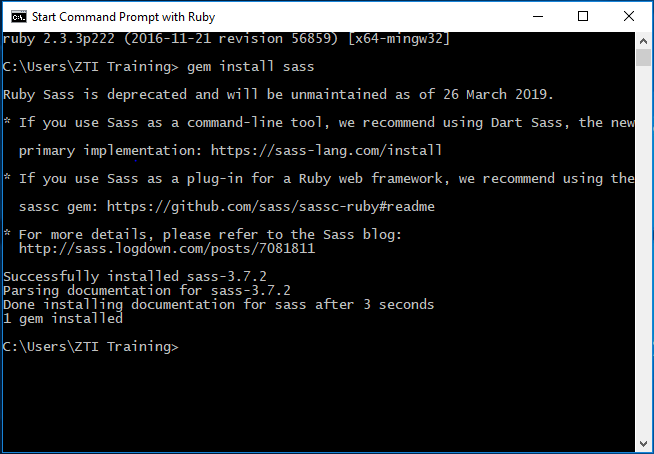 Start Command Prompt with Ruby
ruby 2.3.3p222 (2016-11-21 revision 56859) [x64-mingw32]
C:\Users\ZTI Training> gem install sass
Ruby Sass is deprecated and will be unmaintained as of 26 March 2019.
* If you use Sass as a command-line tool, we recommend using Dart Sass, the new
primary implementation: https://sass-lang.com/install
* If you use Sass as a plug-in for a Ruby web framework, we recommend using the
sassc gem: https://github.com/sass/sassc-ruby#readme
* For more details, please refer to the Sass blog:
http://sass.logdown.com/posts/7081811
Successfully installed sass-3.7.2
Parsing documentation for sass-3.7.2
Done installing documentation for sass after 3 seconds
1 gem installed
C:\Users\ZTI Training>